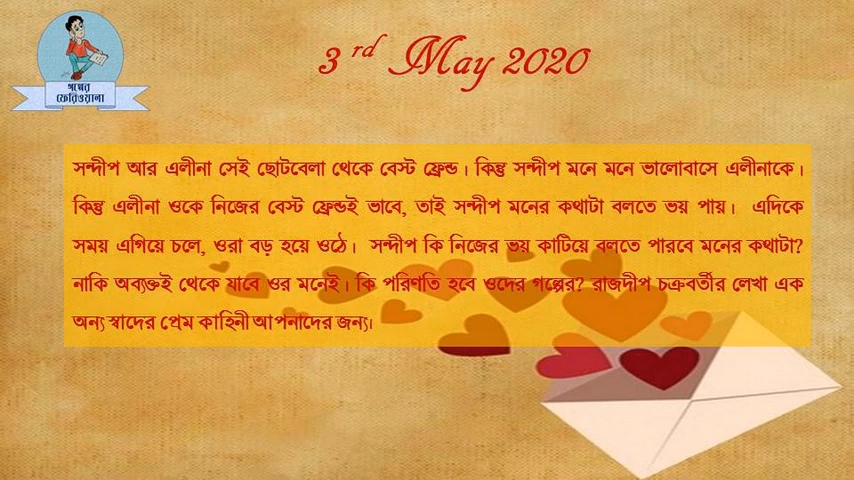 গল্পের
ফেরিওয়ালা
3 rd May 2020
সন্দীপ আর এলীনা সেই ছোটবেলা থেকে বেস্ট ফ্রেন্ড। কিন্তু সন্দীপ মনে মনে ভালোবাসে এলীনাকে।
কিন্তু এলীনা ওকে নিজের বেস্ট ফ্রেন্ডই ভাবে, তাই সন্দীপ মনের কথাটা বলতে ভয় পায়। এদিকে
সময় এগিয়ে চলে, ওরা বড় হয়ে ওঠে। সন্দীপ কি নিজের ভয় কাটিয়ে বলতে পারবে মনের কথাটা?
নাকি অব্যক্তই থেকে যাবে ওর মনেই। কি পরিণতি হবে ওদের গল্পের? রাজদীপ চক্রবর্তীর লেখা এক
অন্য স্বাদের প্রেম কাহিনী আপনাদের জন্য।